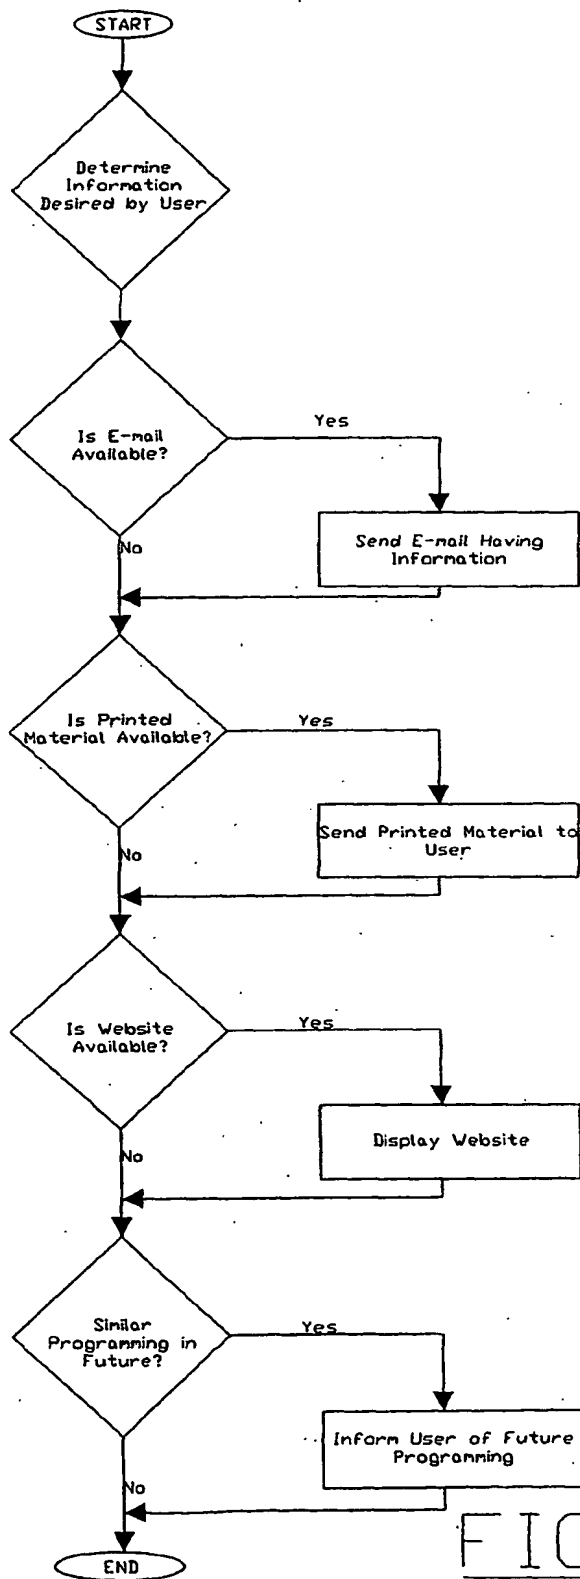 START
Determine
Information
Desired by User
Is E-mail
Available?
Yes
No
Send E-mail Having
Information
Is Printed
Material Available?
Yes
No
Send Printed Material to
User
Is Website
Available?
Yes
No
Display Website
Similar
Programming in
Future?
Yes
No
Inform User of Future
Programming
END